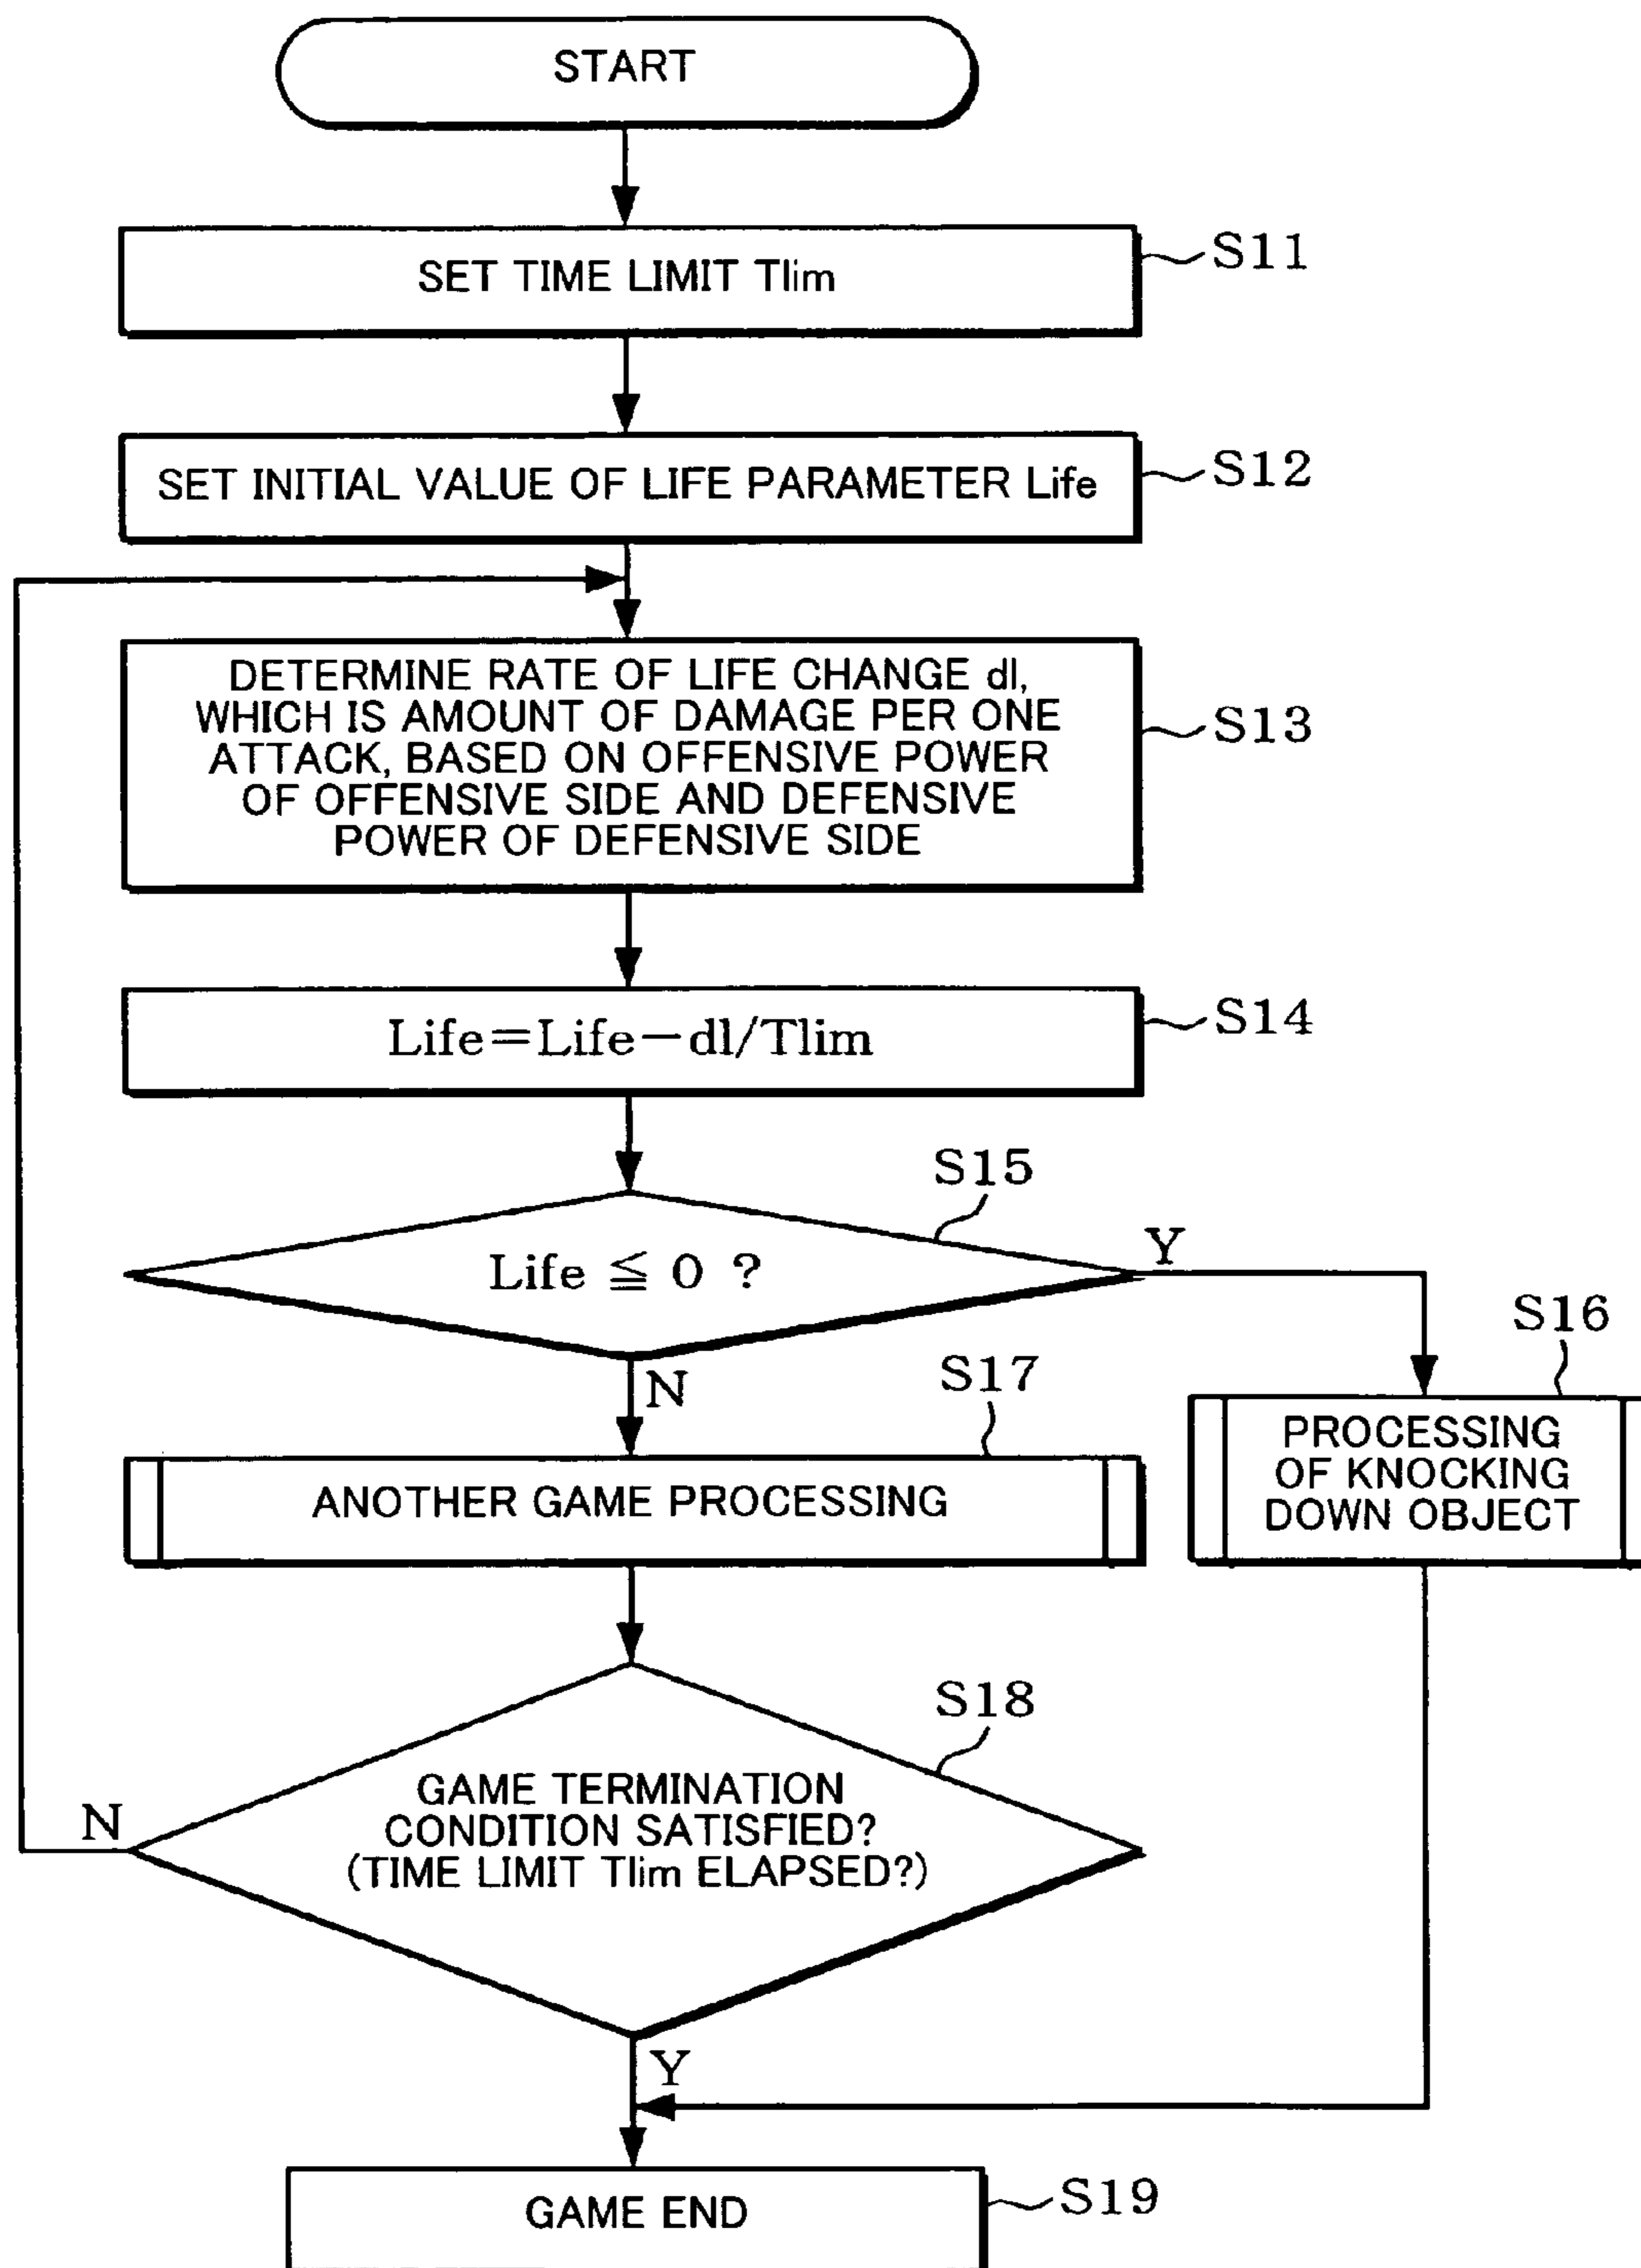 START
SET TIME LIMIT Tlim
S11
SET INITIAL VALUE OF LIFE PARAMETER Life
S12
DETERMINE RATE OF LIFE CHANGE dl,
WHICH IS AMOUNT OF DAMAGE PER ONE
ATTACK, BASED ON OFFENSIVE POWER
OF OFFENSIVE SIDE AND DEFENSIVE
POWER OF DEFENSIVE SIDE
S13
Life=Life−dl/Tlim
S14
S15
Life ≦ 0 ?
Y
N
S16
PROCESSING
OF KNOCKING
DOWN OBJECT
S17
ANOTHER GAME PROCESSING
S18
GAME TERMINATION
CONDITION SATISFIED?
(TIME LIMIT Tlim ELAPSED?)
N
Y
GAME END
S19